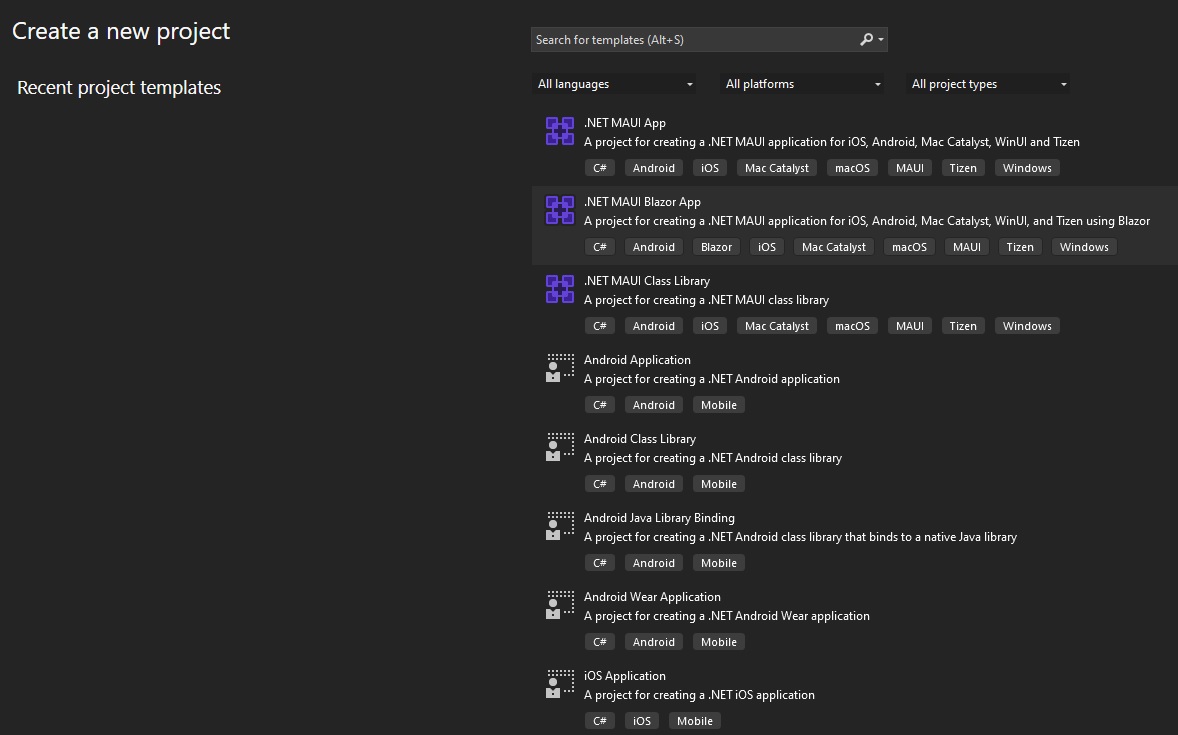 Create a new project
Recent project templates
Search for templates (Alt+S)
All languages
All platforms
All project types
.NET MAUI App
A project for creating a .NET MAUI application for iOS, Android, Mac Catalyst, WinUI and Tizen
C# Android iOS Mac Catalyst macOS MAUI Tizen Windows
.NET MAUI Blazor App
A project for creating a .NET MAUI application for iOS, Android, Mac Catalyst, WinUI, and Tizen using Blazor
C# Android Blazor iOS Mac Catalyst macOS MAUI Tizen Windows
.NET MAUI Class Library
A project for creating a .NET MAUI class library
C# Android iOS Mac Catalyst macOS MAUI Tizen Windows
Android Application
A project for creating a .NET Android application
C# Android Mobile
Android Class Library
A project for creating a .NET Android class library
C# Android Mobile
Android Java Library Binding
A project for creating a .NET Android class library that binds to a native Java library
C# Android Mobile
Android Wear Application
A project for creating a .NET Android Wear application
C# Android Mobile
iOS Application
A project for creating a .NET iOS application
C# iOS Mobile